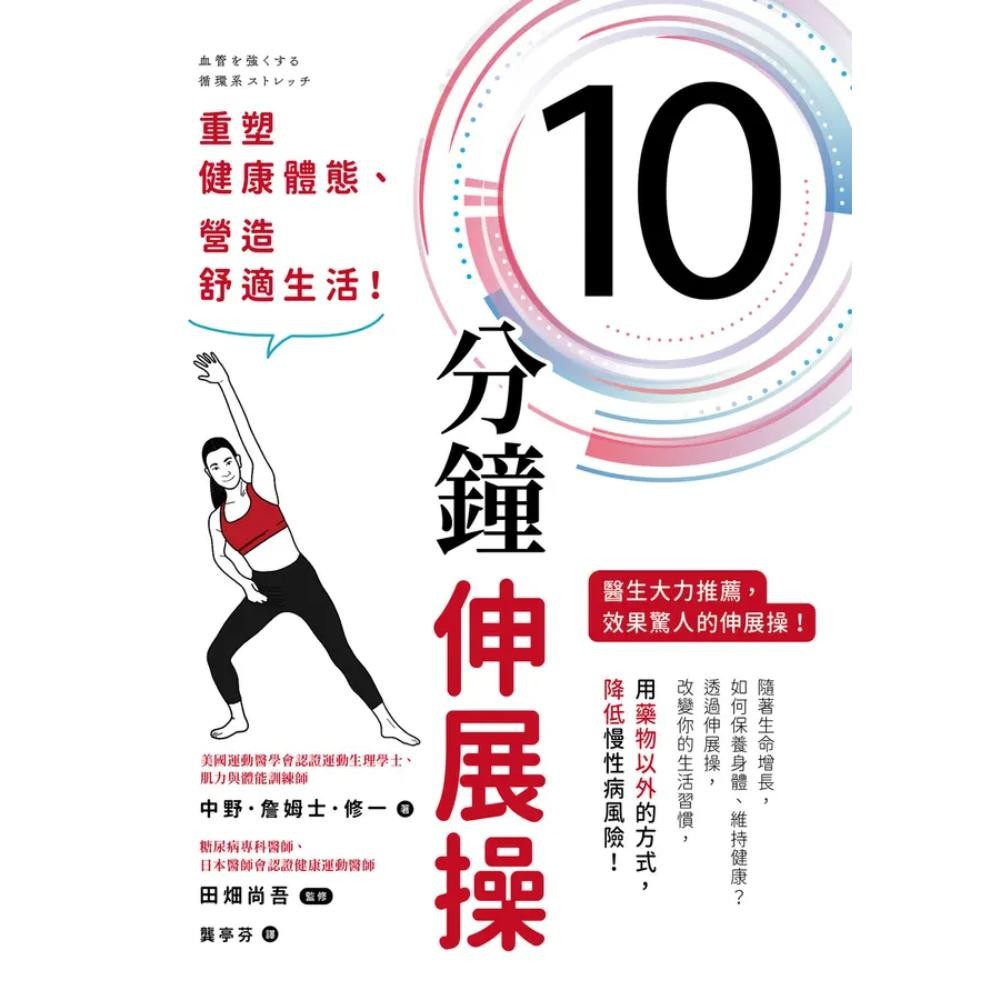 血管を強くする
循環系ストレッチ
重塑
健康體態、
營造
舒適生活！
10
分鐘
伸展操
醫生大力推薦，
效果驚人的伸展操！
隨著生命增長，
如何保養身體、維持健康？
透過伸展操，
改變你的生活習慣，
用藥物以外的方式，
降低慢性病風險！
美國運動醫學會認證運動生理學士、
肌力與體能訓練師
中野・詹姆士・修一 著
糖尿病專科醫師、
日本醫師會認證健康運動醫師
田畑尚吾 監修
龔亭芬 譯